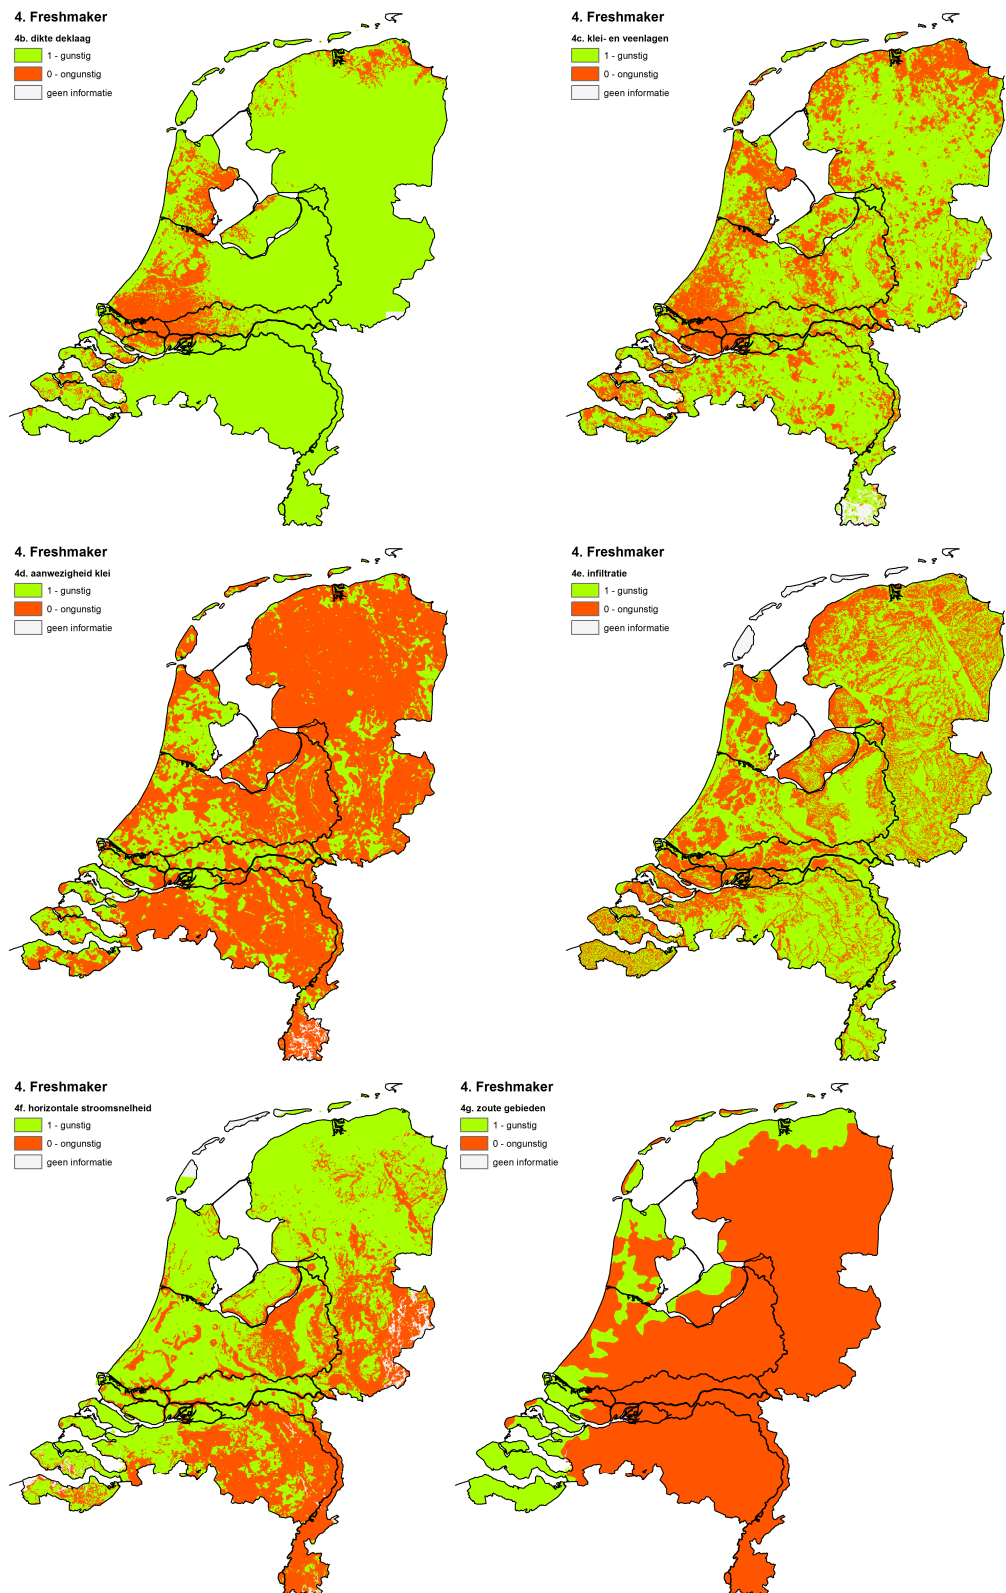 4. Freshmaker
4b. dikte deklaag
1 - gunstig
0 - ongunstig
geen informatie
4. Freshmaker
4c. klei- en veenlagen
1 - gunstig
0 - ongunstig
geen informatie
4. Freshmaker
4d. aanwezigheid klei
1 - gunstig
0 - ongunstig
geen informatie
4. Freshmaker
4e. infiltratie
1 - gunstig
0 - ongunstig
geen informatie
4. Freshmaker
4f. horizontale stroomsnelheid
1 - gunstig
0 - ongunstig
geen informatie
4. Freshmaker
4g. zoute gebieden
1 - gunstig
0 - ongunstig
geen informatie